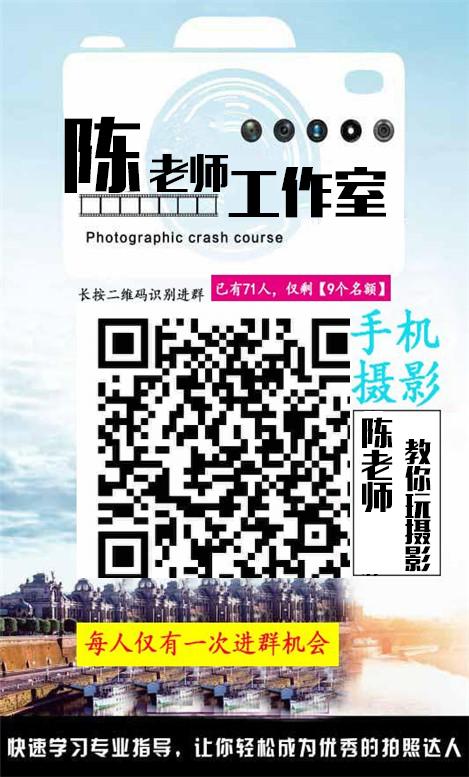 陈老师工作室
Photographic crash course
长按二维码识别进群
已有71人，仅剩【9个名额】
手机
摄影
陈老师
教你玩摄影
每人仅有一次进群机会
快速学习专业指导，让你轻松成为优秀的拍照达人